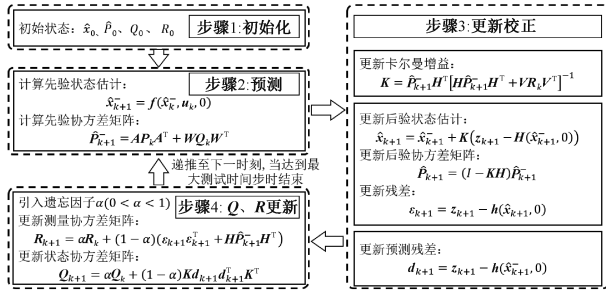 步骤1:初始化
初始状态: x̂₀、P̂₀、Q₀、R₀
步骤2:预测
计算先验状态估计:
x̂⁻ₖ₊₁ = f(x̂⁻ₖ, uₖ, 0)
计算先验协方差矩阵:
P̂⁻ₖ₊₁ = APₖAᵀ + WQₖWᵀ
递推至下一时刻, 当达到最
大测试时间步时结束
步骤3:更新校正
更新卡尔曼增益:
K = P̂⁻ₖ₊₁Hᵀ[HP̂⁻ₖ₊₁Hᵀ + VRₖVᵀ]⁻¹
更新后验状态估计:
x̂ₖ₊₁ = x̂⁻ₖ₊₁ + K(zₖ₊₁ − H(x̂⁻ₖ₊₁, 0))
更新后验协方差矩阵:
P̂ₖ₊₁ = (I − KH)P̂⁻ₖ₊₁
更新残差:
εₖ₊₁ = zₖ₊₁ − h(x̂ₖ₊₁, 0)
更新预测残差:
dₖ₊₁ = zₖ₊₁ − h(x̂⁻ₖ₊₁, 0)
步骤4: Q、R更新
引入遗忘因子α(0 < α < 1)
更新测量协方差矩阵:
Rₖ₊₁ = αRₖ + (1 − α)(εₖ₊₁εᵀₖ₊₁ + HP̂⁻ₖ₊₁Hᵀ)
更新状态协方差矩阵:
Qₖ₊₁ = αQₖ + (1 − α)Kdₖ₊₁dᵀₖ₊₁Kᵀ